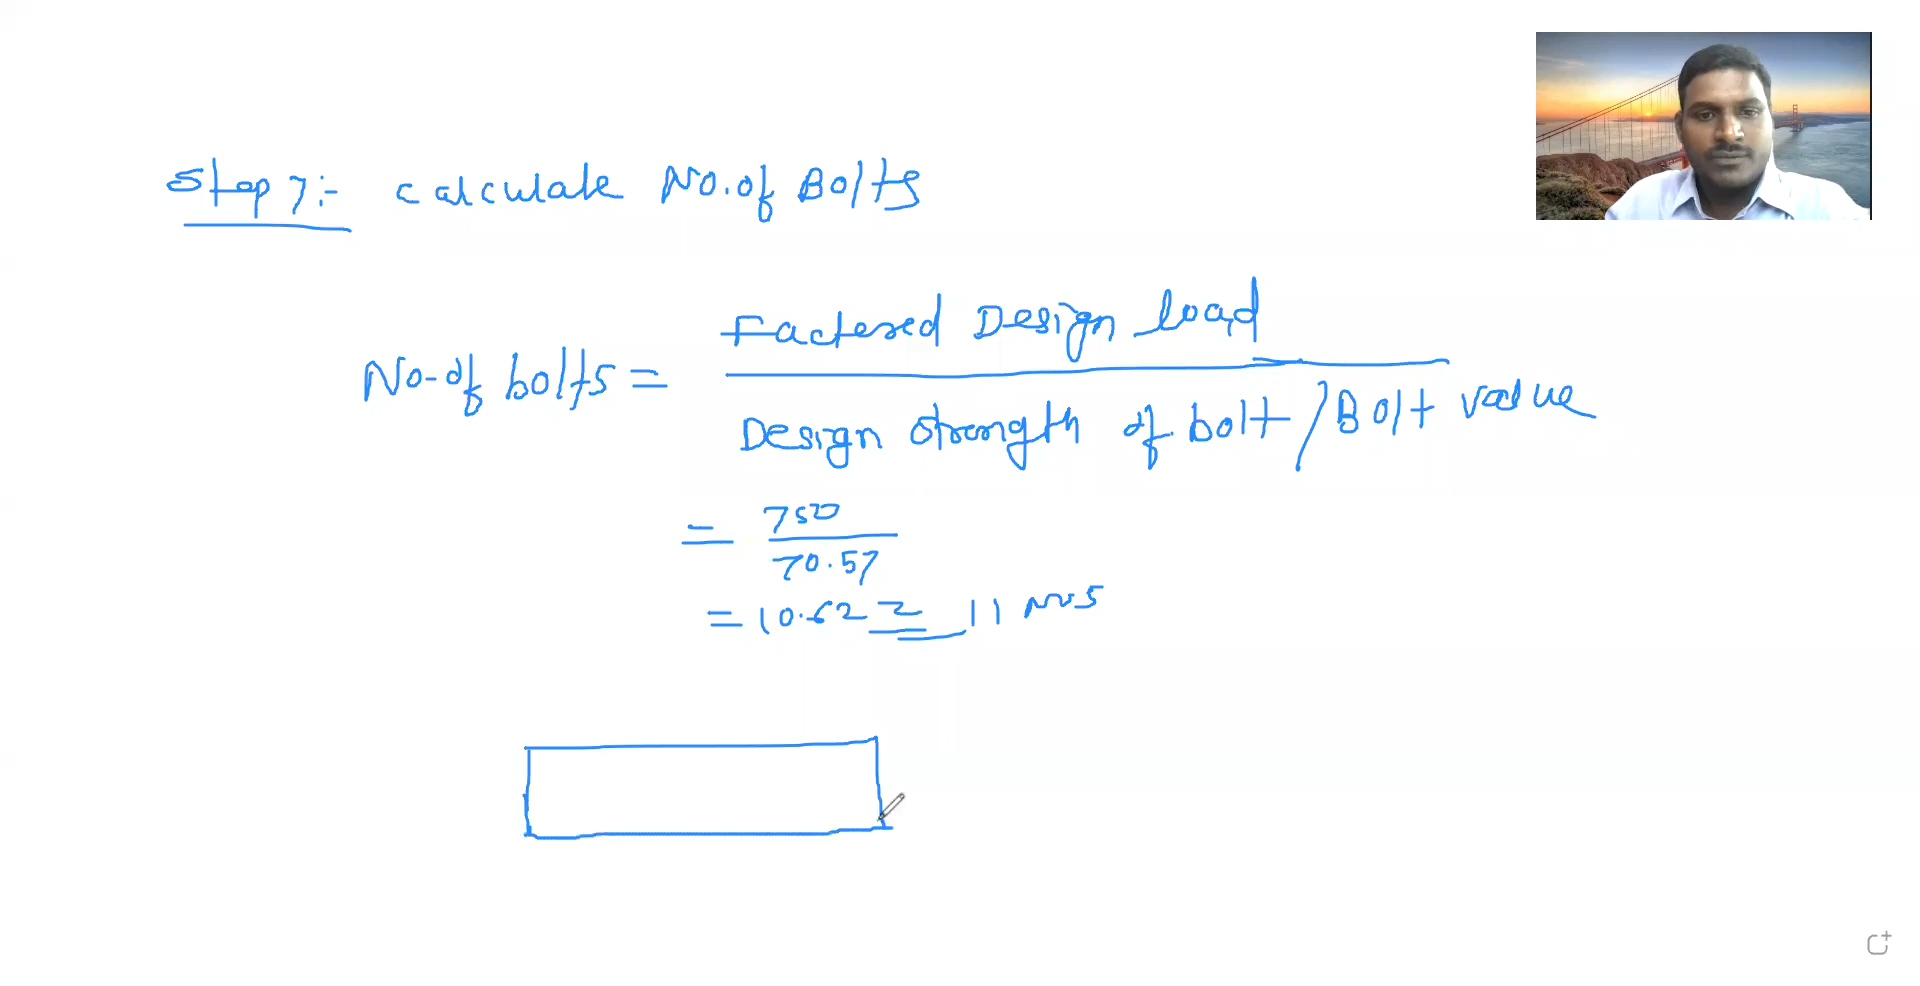 Step 7:- calculate No. of Bolts
Factered Design load
No. of bolts = Design strength of bolt / Bolt value
= 750
70.57
= 10.62 ≈ 11 nos